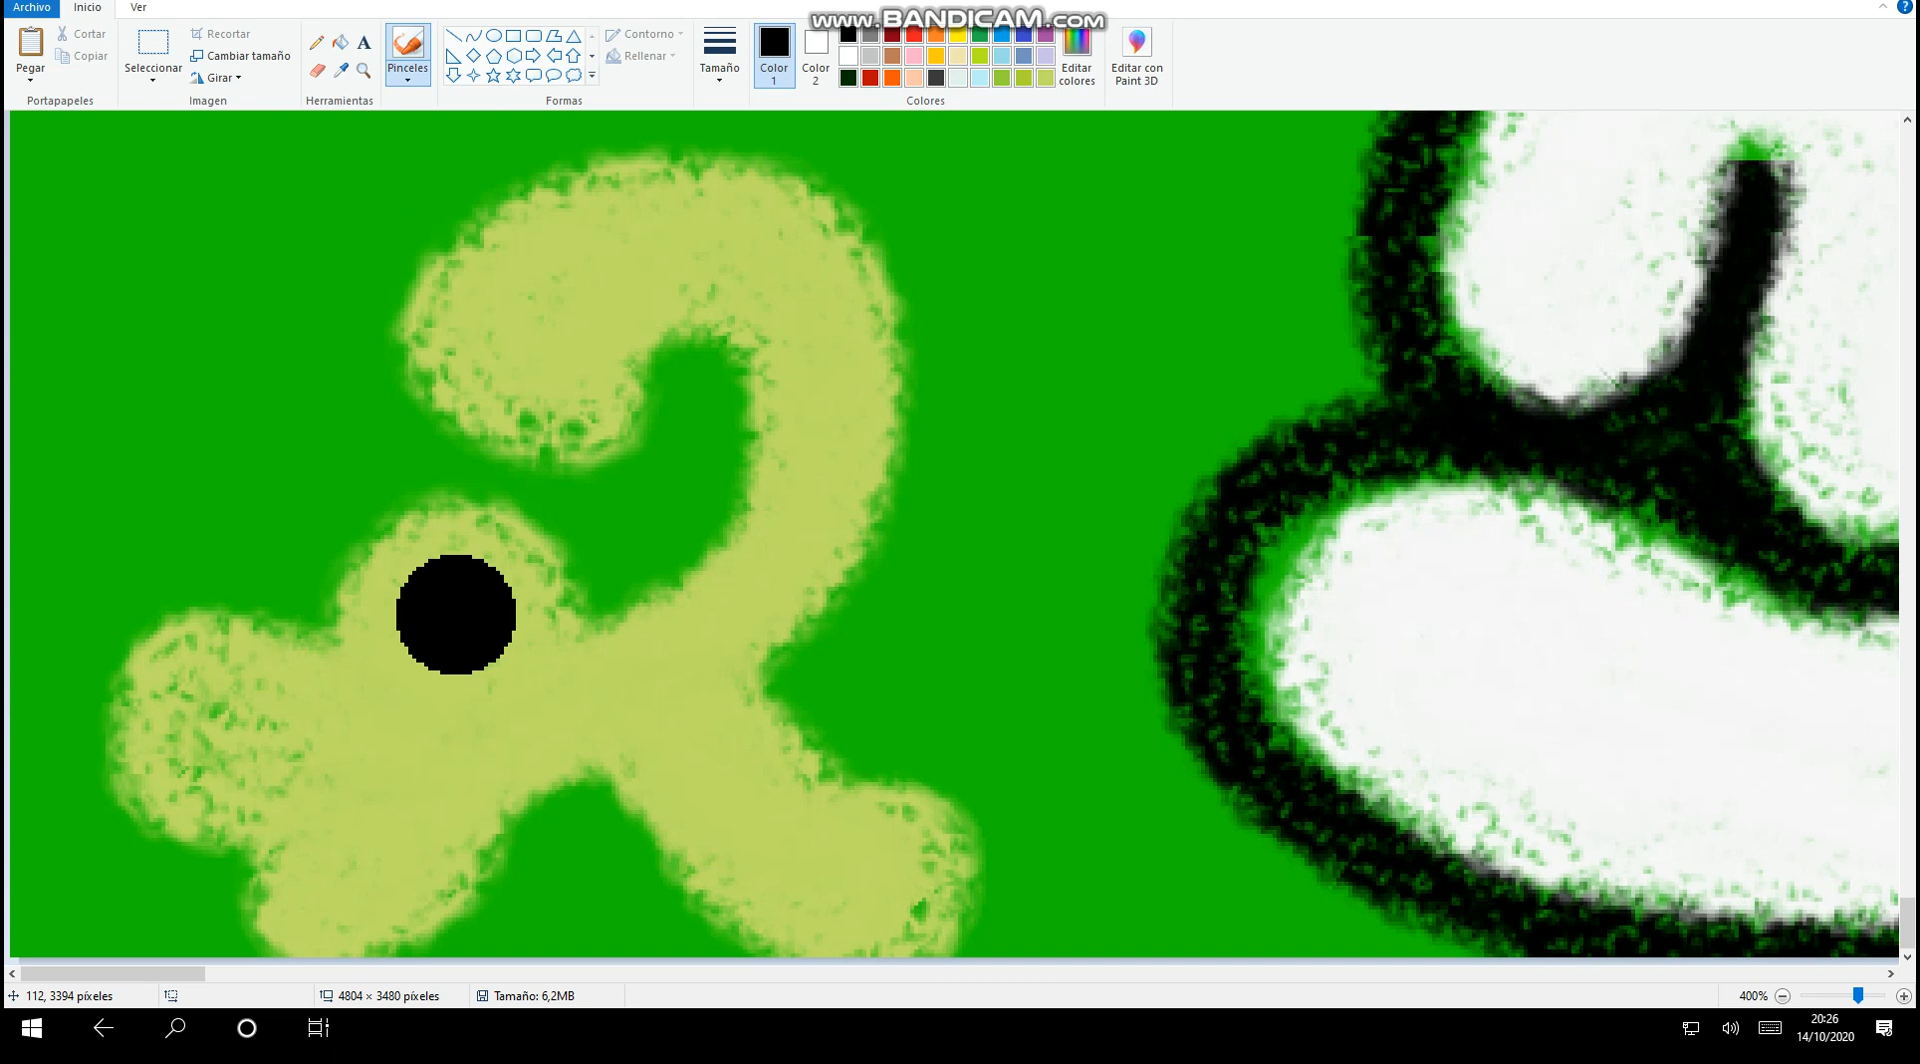 www.BANDICAM.com
Archivo Inicio Ver
Pegar
Cortar
Copiar
Portapapeles
Seleccionar
Recortar
Cambiar tamaño
Girar
Imagen
A
Herramientas
Pinceles
Contorno
Rellenar
Formas
Tamaño
Color 1
Color 2
Editar colores
Colores
Editar con Paint 3D
112, 3394 píxeles
4804 × 3480 píxeles
Tamaño: 6,2MB
400%
20:26
14/10/2020